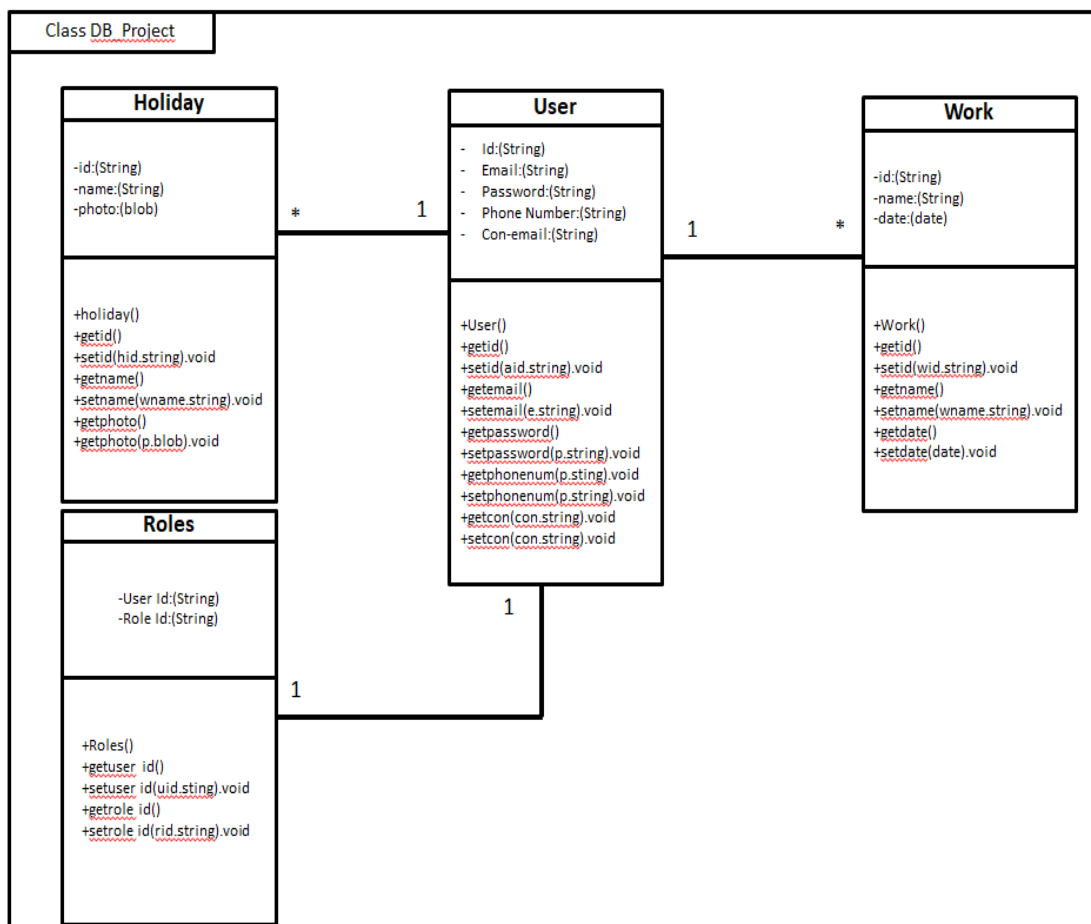 Class DB_Project
Holiday
-id:(String)
-name:(String)
-photo:(blob)
+holiday()
+getid()
+setid(hid.string).void
+getname()
+setname(wname.string).void
+getphoto()
+getphoto(p.blob).void
*
1
User
- Id:(String)
- Email:(String)
- Password:(String)
- Phone Number:(String)
- Con-email:(String)
+User()
+getid()
+setid(aid.string).void
+getemail()
+setemail(e.string).void
+getpassword()
+setpassword(p.string).void
+getphonenum(p.sting).void
+setphonenum(p.string).void
+getcon(con.string).void
+setcon(con.string).void
1
*
Work
-id:(String)
-name:(String)
-date:(date)
+Work()
+getid()
+setid(wid.string).void
+getname()
+setname(wname.string).void
+getdate()
+setdate(date).void
Roles
-User Id:(String)
-Role Id:(String)
+Roles()
+getuser id()
+setuser id(uid.sting).void
+getrole id()
+setrole id(rid.string).void
1
1